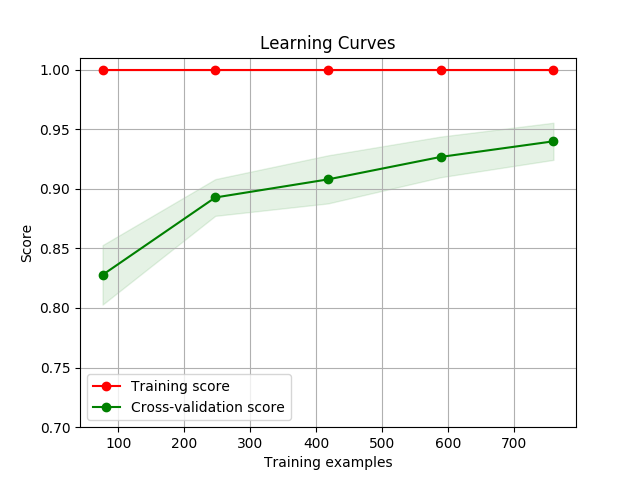 Learning Curves
1.00
0.95
0.90
0.85
0.80
0.75
0.70
Score
Training score
Cross-validation score
100 200 300 400 500 600 700
Training examples